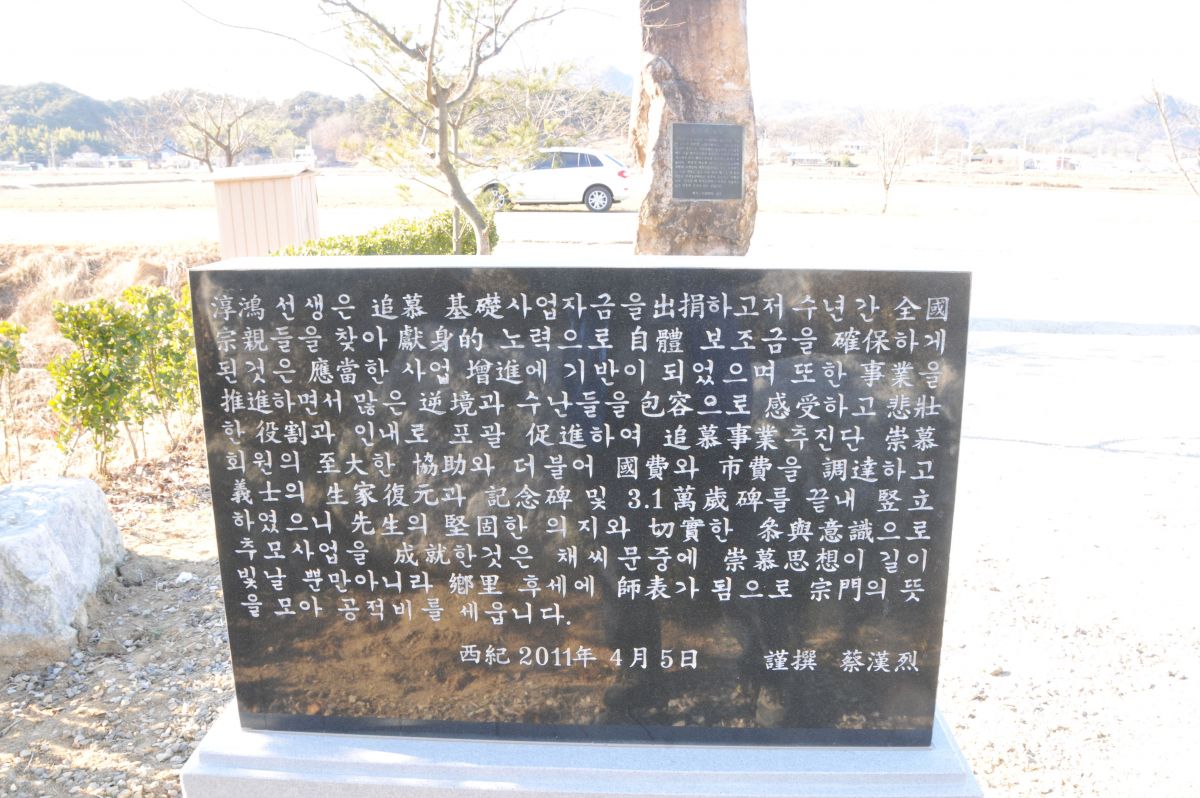 淳鴻 선생은 追慕 基礎사업자금을 出捐하고저 수년간 全國
宗親들을 찾아 獻身的 노력으로 自體 보조금을 確保하게
된것은 應當한 사업 增進에 기반이 되었으며 또한 事業을
推進하면서 많은 逆境과 수난들을 包容으로 感受하고 悲壯
한 役割과 인내로 포괄 促進하여 追慕事業추진단 崇慕
회원의 至大한 協助와 더불어 國費와 市費을 調達하고
義士의 生家復元과 記念碑 및 3.1萬歲碑를 끝내 竪立
하였으니 先生의 堅固한 의지와 切實한 参與意識으로
추모사업을 成就한것은 채씨문중에 崇慕思想이 길이
빛날 뿐만아니라 鄕里 후세에 師表가 됨으로 宗門의 뜻
을 모아 공적비를 세웁니다.
西紀 2011年 4月 5日 謹撰 蔡漢烈